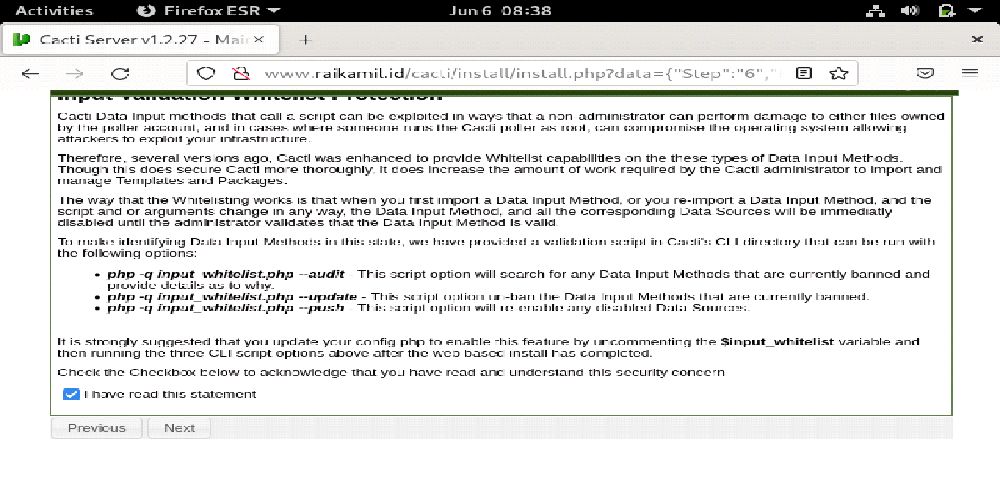 Activities Firefox ESR Jun 6 08:38
Cacti Server v1.2.27 - Mair
www.raikamil.id/cacti/install/install.php?data={"Step":"6","
Input Validation Whitelist Protection
Cacti Data Input methods that call a script can be exploited in ways that a non-administrator can perform damage to either files owned
by the poller account, and in cases where someone runs the Cacti poller as root, can compromise the operating system allowing
attackers to exploit your infrastructure.
Therefore, several versions ago, Cacti was enhanced to provide Whitelist capabilities on the these types of Data Input Methods.
Though this does secure Cacti more thoroughly, it does increase the amount of work required by the Cacti administrator to import and
manage Templates and Packages.
The way that the Whitelisting works is that when you first import a Data Input Method, or you re-import a Data Input Method, and the
script and or arguments change in any way, the Data Input Method, and all the corresponding Data Sources will be immediatly
disabled until the administrator validates that the Data Input Method is valid.
To make identifying Data Input Methods in this state, we have provided a validation script in Cacti's CLI directory that can be run with
the following options:
• php -q input_whitelist.php --audit - This script option will search for any Data Input Methods that are currently banned and
provide details as to why.
• php -q input_whitelist.php --update - This script option un-ban the Data Input Methods that are currently banned.
• php -q input_whitelist.php --push - This script option will re-enable any disabled Data Sources.
It is strongly suggested that you update your config.php to enable this feature by uncommenting the $input_whitelist variable and
then running the three CLI script options above after the web based install has completed.
Check the Checkbox below to acknowledge that you have read and understand this security concern
I have read this statement
Previous Next